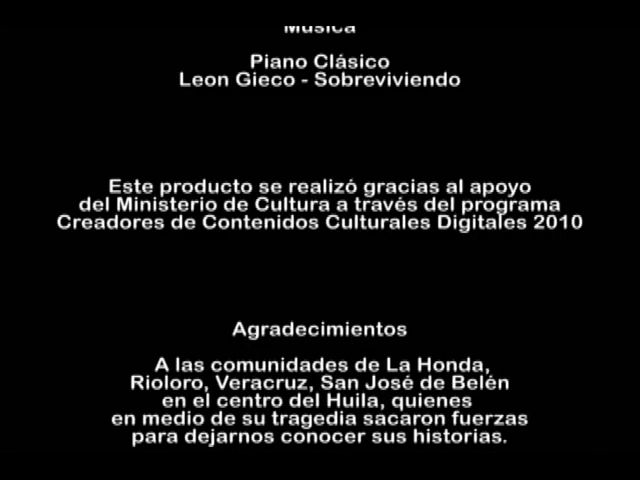 Música
Piano Clásico
Leon Gieco - Sobreviviendo
Este producto se realizó gracias al apoyo
del Ministerio de Cultura a través del programa
Creadores de Contenidos Culturales Digitales 2010
Agradecimientos
A las comunidades de La Honda,
Rioloro, Veracruz, San José de Belén
en el centro del Huila, quienes
en medio de su tragedia sacaron fuerzas
para dejarnos conocer sus historias.